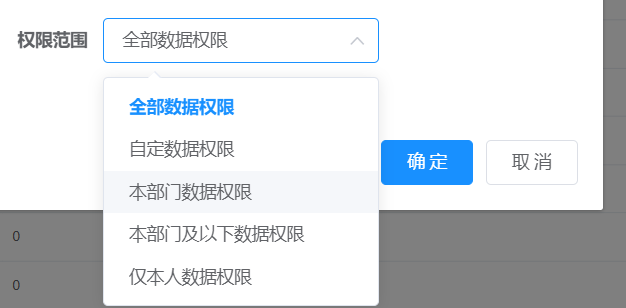 权限范围 全部数据权限
全部数据权限
自定数据权限
确定 取消
本部门数据权限
本部门及以下数据权限
0
仅本人数据权限
0